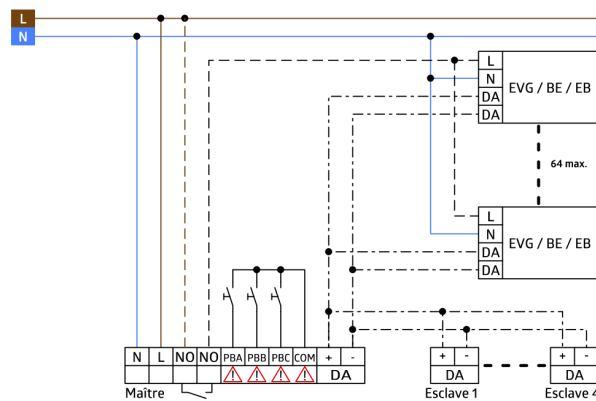 L
N
L
N
DA
DA
EVG / BE / EB
64 max.
L
N
DA
DA
EVG / BE / EB
N L NO NO PBA PBB PBC COM + -
DA
Maître
+ -
DA
Esclave 1
+ -
DA
Esclave 4